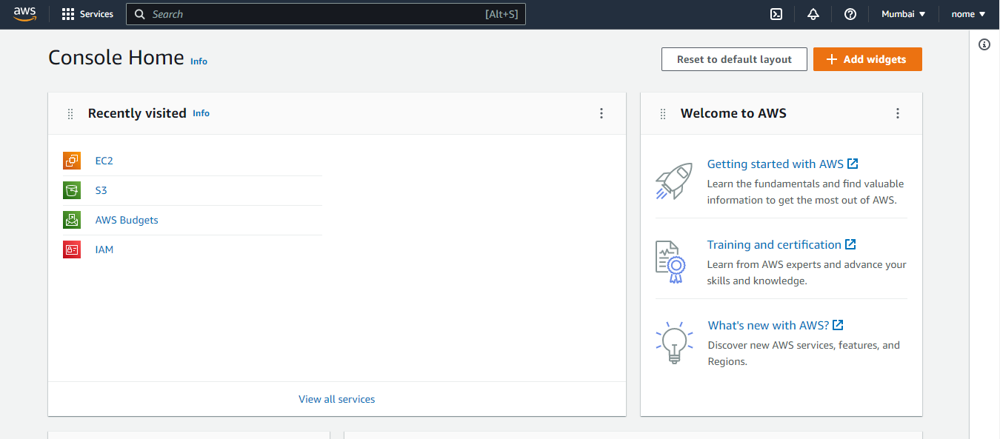 aws
Services
Search
[Alt+S]
Mumbai
nome
Console Home
Info
Reset to default layout
Add widgets
Recently visited
Info
EC2
S3
AWS Budgets
IAM
View all services
Welcome to AWS
Getting started with AWS
Learn the fundamentals and find valuable
information to get the most out of AWS.
Training and certification
Learn from AWS experts and advance your
skills and knowledge.
What's new with AWS?
Discover new AWS services, features, and
Regions.